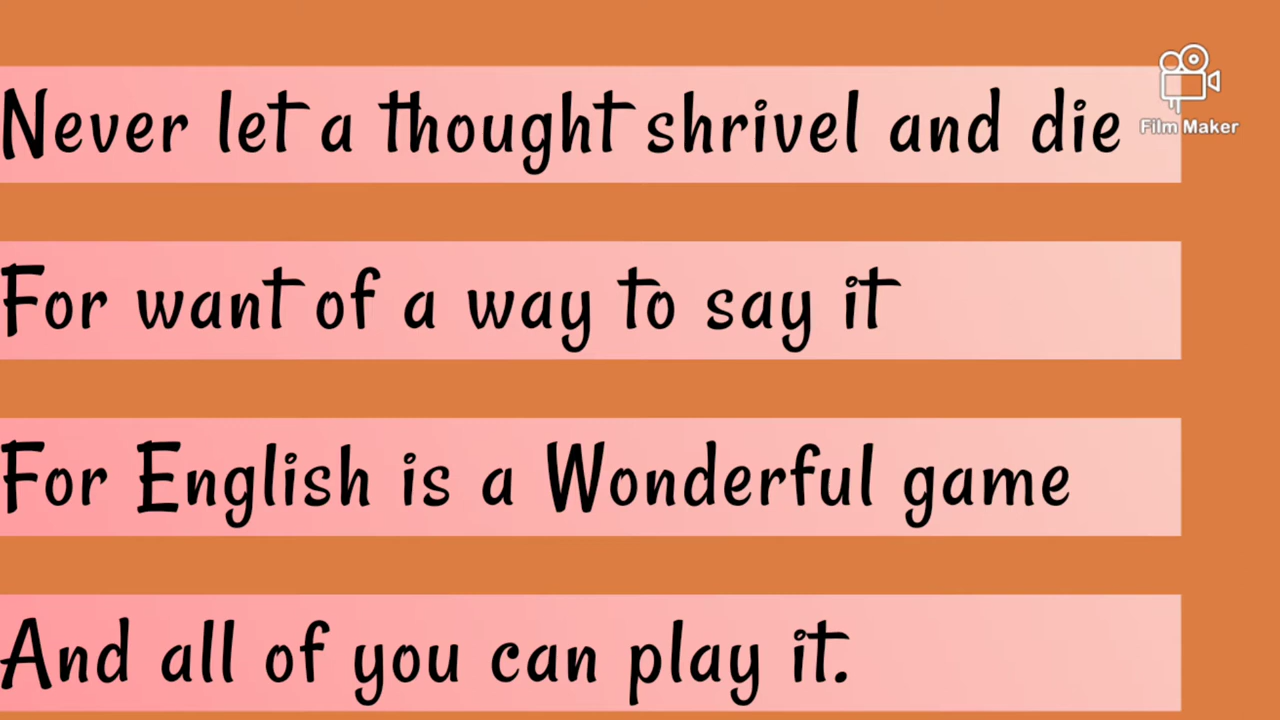 Never let a thought shrivel and die
Film Maker
For want of a way to say it
For English is a Wonderful game
And all of you can play it.